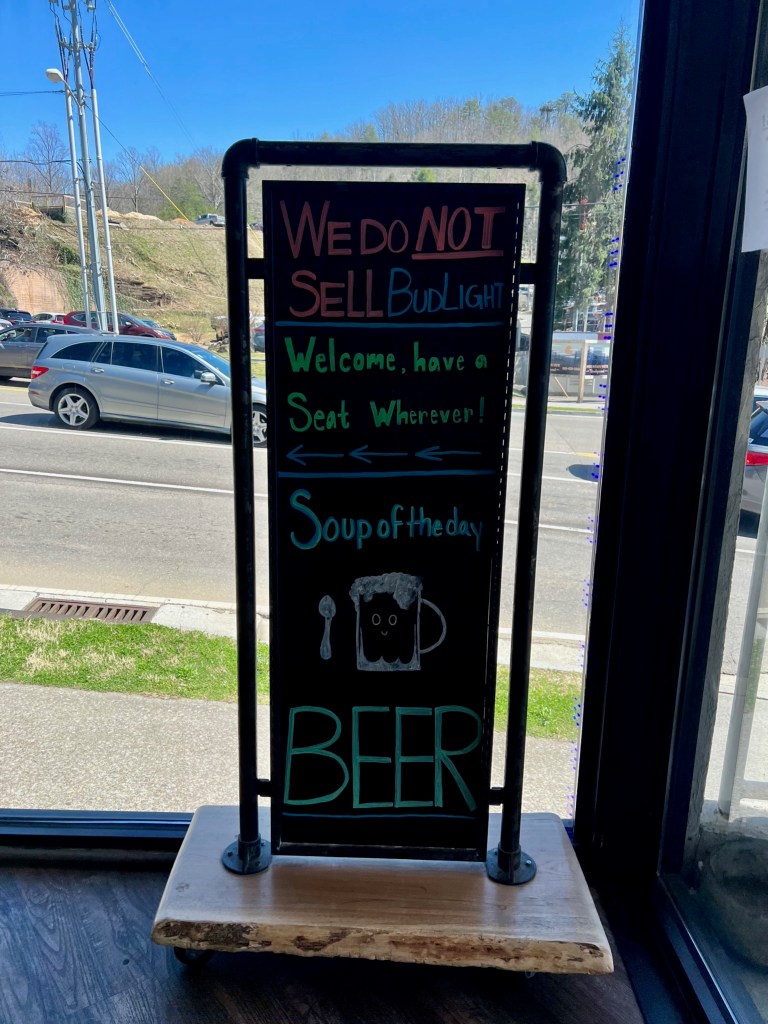 WE DO NOT
SELL BUDLIGHT
Welcome, have a
Seat Wherever!
Soup of the day
BEER